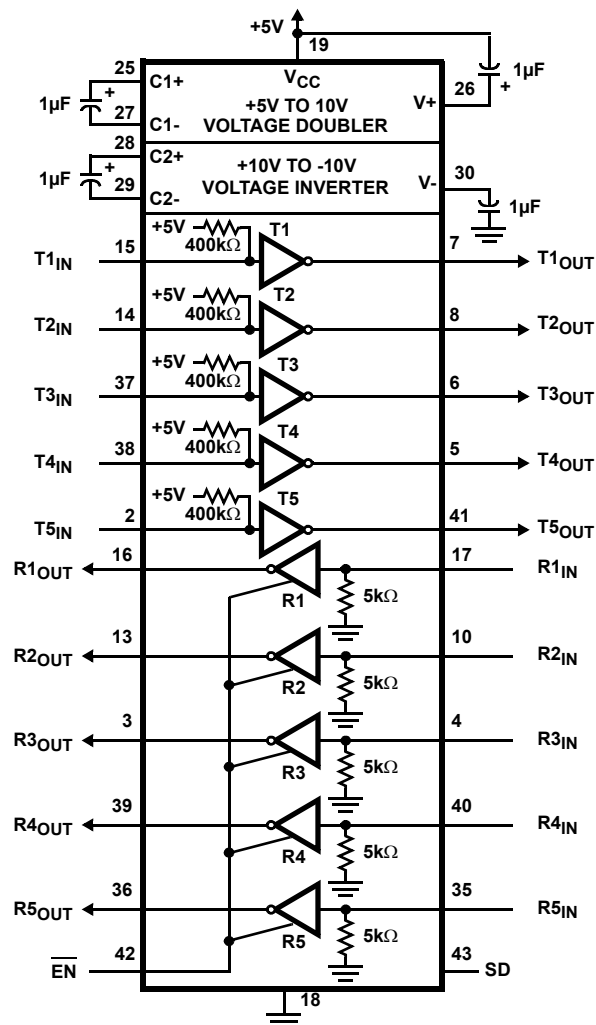 +5V
19
25
C1+
VCC
1µF
+
26
V+
+
1µF
+5V TO 10V
VOLTAGE DOUBLER
27
C1-
28
C2+
1µF
+
+10V TO -10V
VOLTAGE INVERTER
30
V-
29
C2-
1µF
+5V
400kΩ
T1
T1IN
15
7
T1OUT
+5V
400kΩ
T2
T2IN
14
8
T2OUT
+5V
400kΩ
T3
T3IN
37
6
T3OUT
+5V
400kΩ
T4
T4IN
38
5
T4OUT
+5V
400kΩ
T5
T5IN
2
41
T5OUT
R1OUT
16
17
R1IN
R1
5kΩ
R2OUT
13
10
R2IN
R2
5kΩ
R3OUT
3
4
R3IN
R3
5kΩ
R4OUT
39
40
R4IN
R4
5kΩ
R5OUT
36
35
R5IN
R5
5kΩ
42
EN
43
SD
18